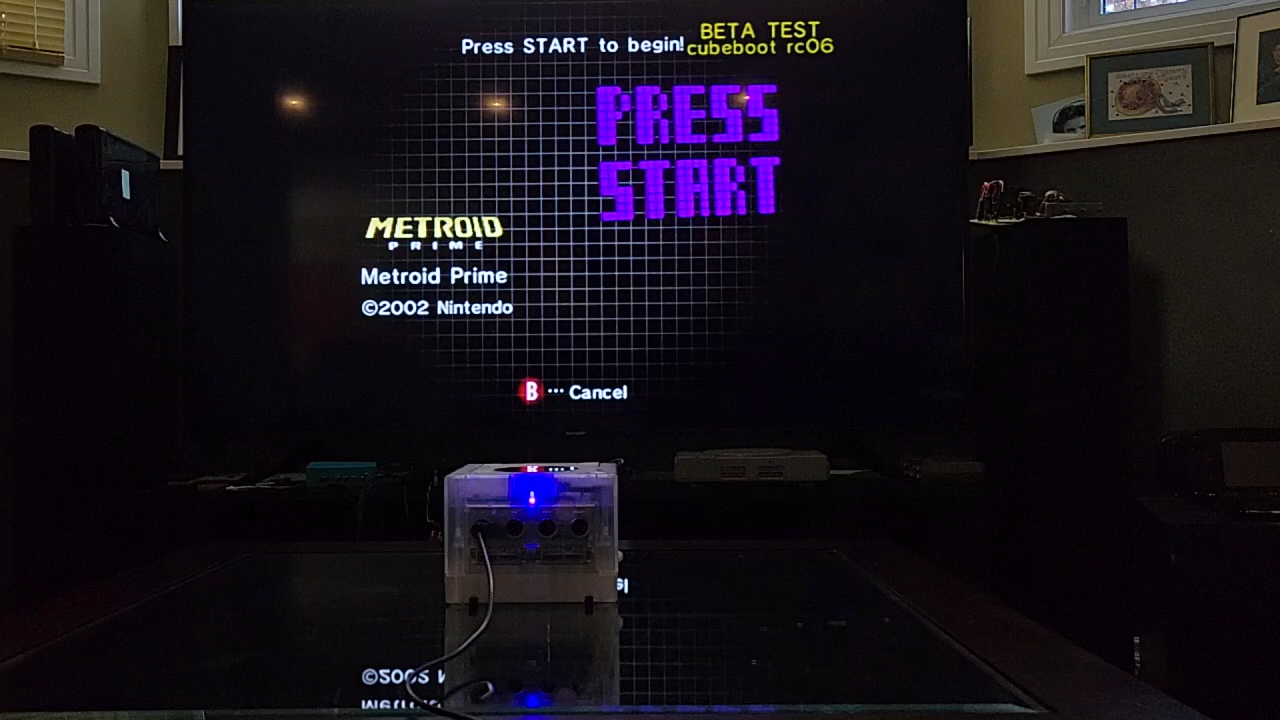 Press START to begin!
BETA TEST
cubeboot rc06
PRESS
START
METROID
PRIME
Metroid Prime
©2002 Nintendo
B ··· Cancel